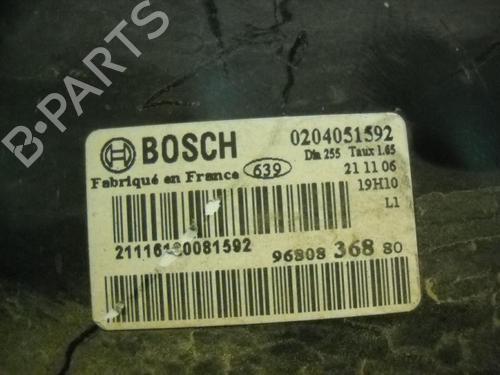 B-PARTS
BOSCH
0204051592
Dia 255 Taux 1.65
Fabriqué en France 639
21 11 06
19H10
L1
96808 368 80